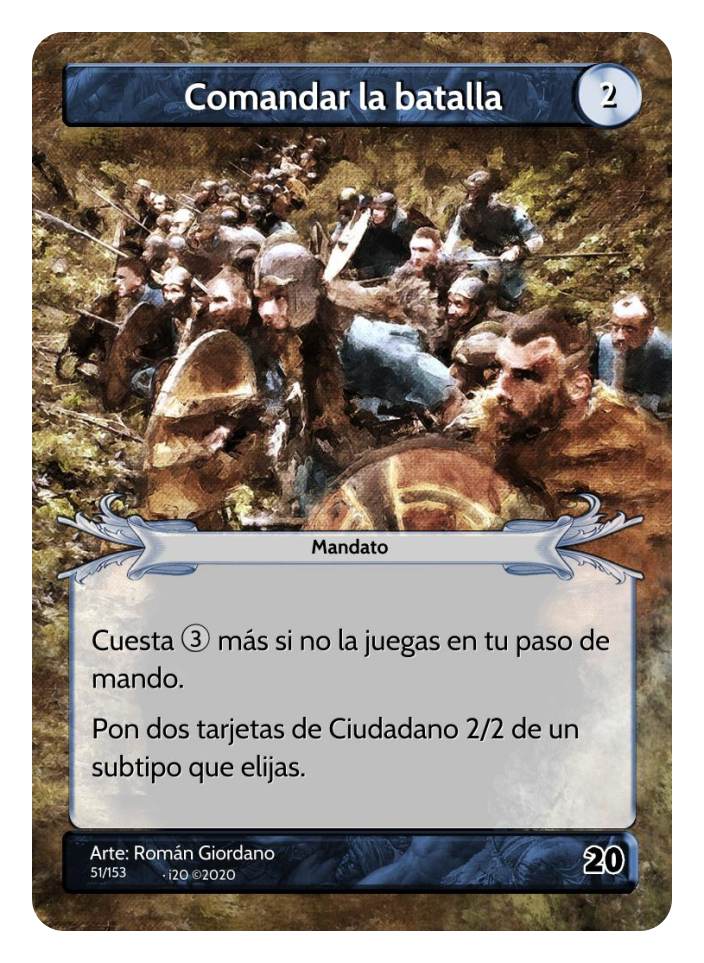 Comandar la batalla
2
Mandato
Cuesta ③ más si no la juegas en tu paso de
mando.
Pon dos tarjetas de Ciudadano 2/2 de un
subtipo que elijas.
Arte: Román Giordano
51/153 · i20 ©2020
20